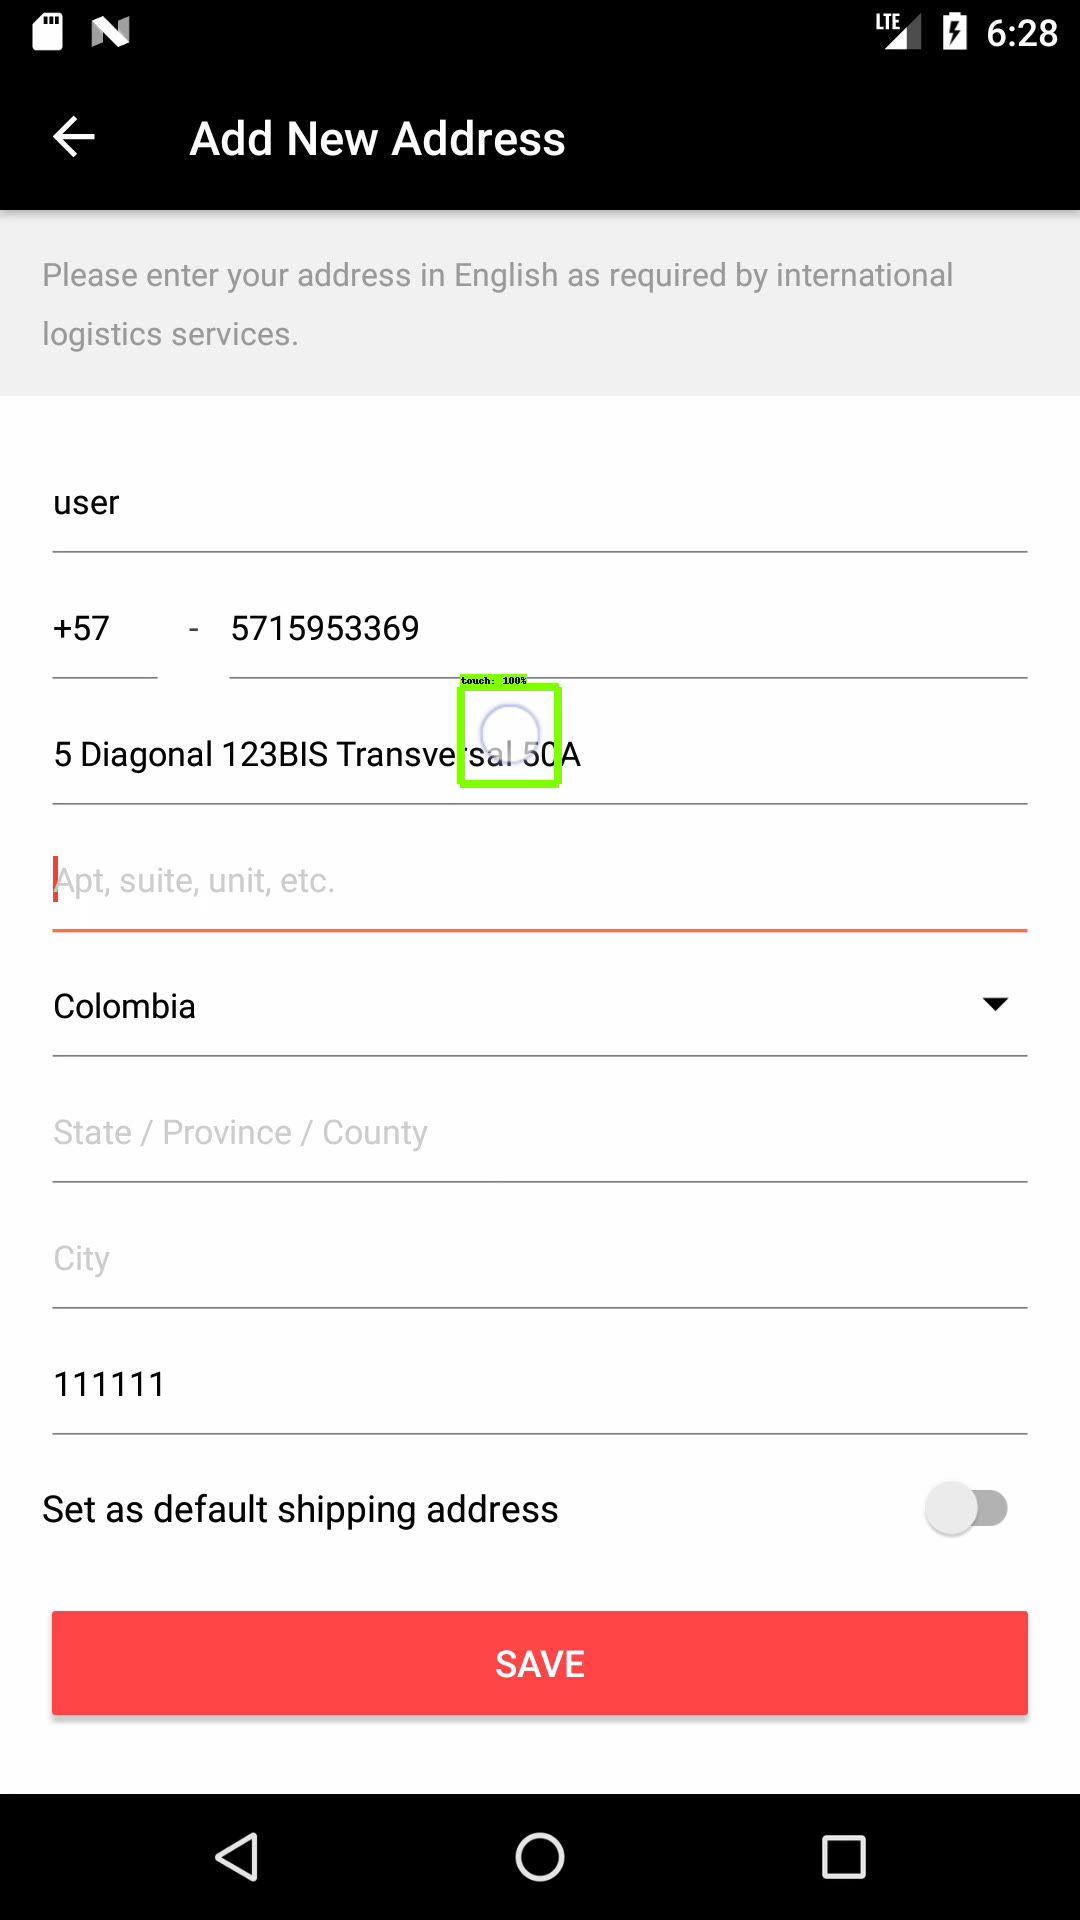 LTE 6:28
Add New Address
Please enter your address in English as required by international
logistics services.
user
+57 - 5715953369
touch: 100%
5 Diagonal 123BIS Transversal 50A
Apt, suite, unit, etc.
Colombia
State / Province / County
City
111111
Set as default shipping address
SAVE